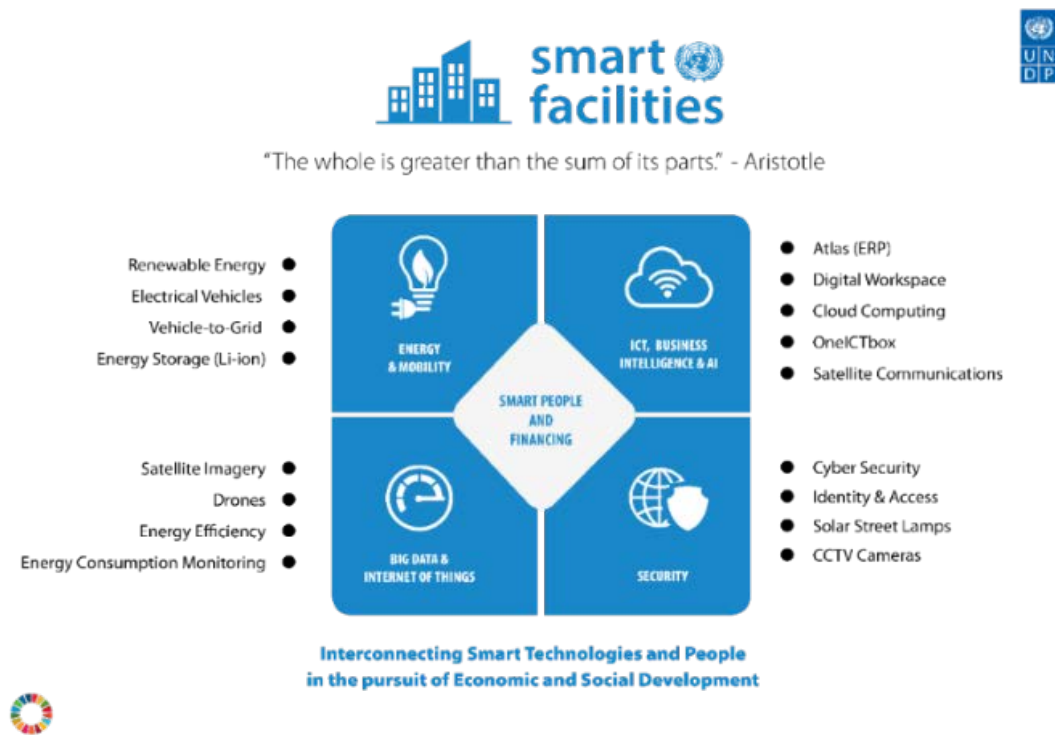 smart
facilities
U N
D P
“The whole is greater than the sum of its parts.” - Aristotle
Renewable Energy
Electrical Vehicles
Vehicle-to-Grid
Energy Storage (Li-ion)
ENERGY
& MOBILITY
ICT, BUSINESS
INTELLIGENCE & AI
Atlas (ERP)
Digital Workspace
Cloud Computing
OneICTbox
Satellite Communications
SMART PEOPLE
AND
FINANCING
Satellite Imagery
Drones
Energy Efficiency
Energy Consumption Monitoring
BIG DATA &
INTERNET OF THINGS
SECURITY
Cyber Security
Identity & Access
Solar Street Lamps
CCTV Cameras
Interconnecting Smart Technologies and People
in the pursuit of Economic and Social Development